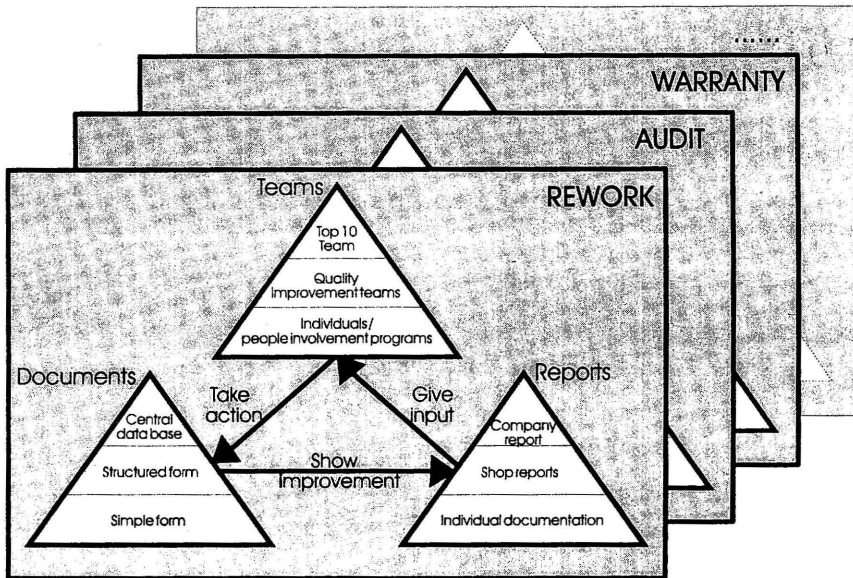 ......
WARRANTY
AUDIT
REWORK
Teams
Top 10
Team
Quality
Improvement teams
Individuals/
people involvement programs
Documents
Take
action
Give
input
Reports
Central
data base
Structured form
Simple form
Show
improvement
Company
report
Shop reports
Individual documentation